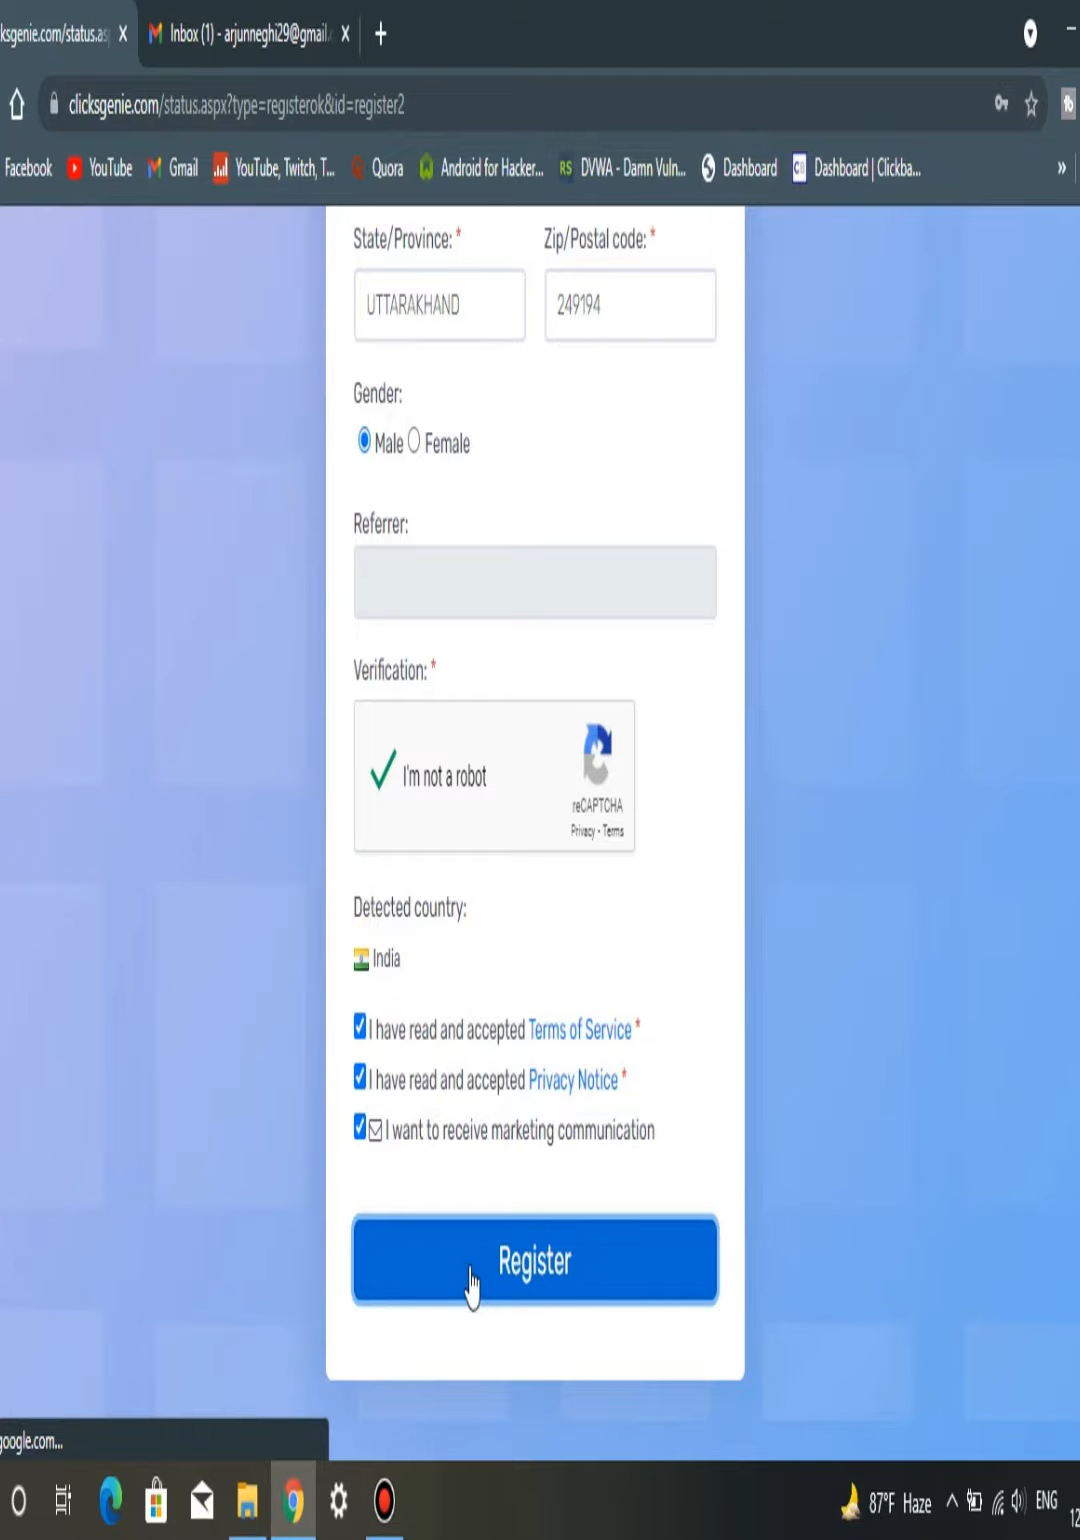 ksgenie.com/status.as
Inbox (1) - arjunneghi29@gmail.
clicksgenie.com/status.aspx?type=registerok&id=register2
Facebook YouTube Gmail YouTube, Twitch, T... Quora Android for Hacker... RS DVWA - Damn Vuln... Dashboard Dashboard | Clickba... »
State/Province: * Zip/Postal code: *
UTTARAKHAND 249194
Gender:
Male Female
Referrer:
Verification: *
I'm not a robot
reCAPTCHA
Privacy - Terms
Detected country:
India
I have read and accepted Terms of Service *
I have read and accepted Privacy Notice *
I want to receive marketing communication
Register
google.com...
87°F Haze ENG
12